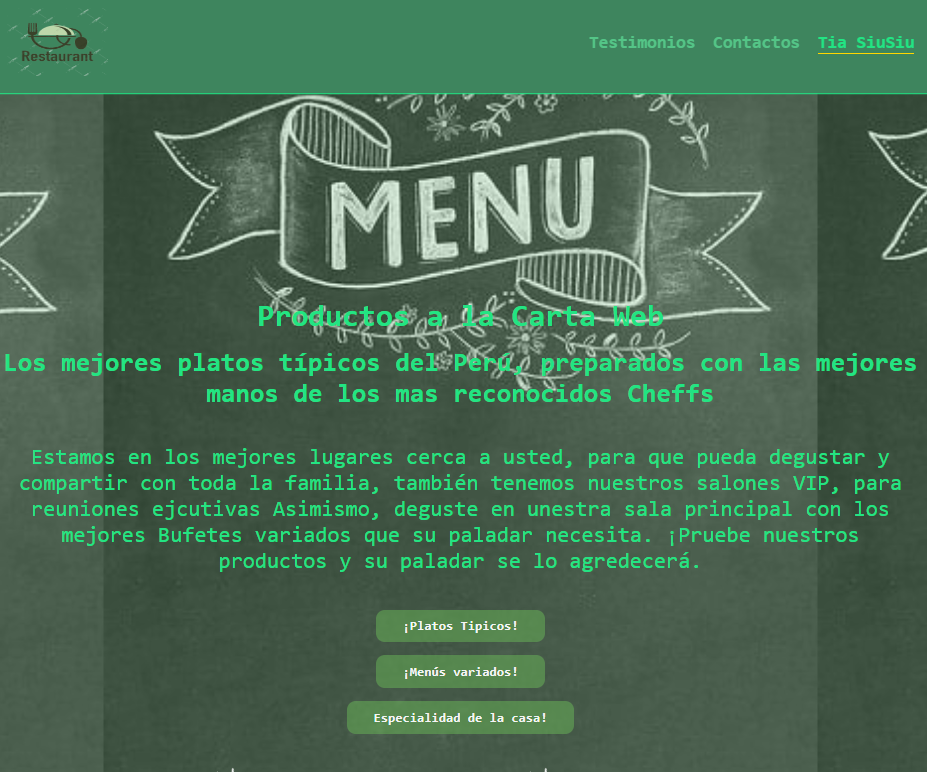 Restaurant
Testimonios Contactos Tia SiuSiu
MENU
Productos a la Carta Web
Los mejores platos típicos del Perú, preparados con las mejores
manos de los mas reconocidos Cheffs
Estamos en los mejores lugares cerca a usted, para que pueda degustar y
compartir con toda la familia, también tenemos nuestros salones VIP, para
reuniones ejcutivas Asimismo, deguste en unestra sala principal con los
mejores Bufetes variados que su paladar necesita. ¡Pruebe nuestros
productos y su paladar se lo agredecerá.
¡Platos Tipicos!
¡Menús variados!
Especialidad de la casa!